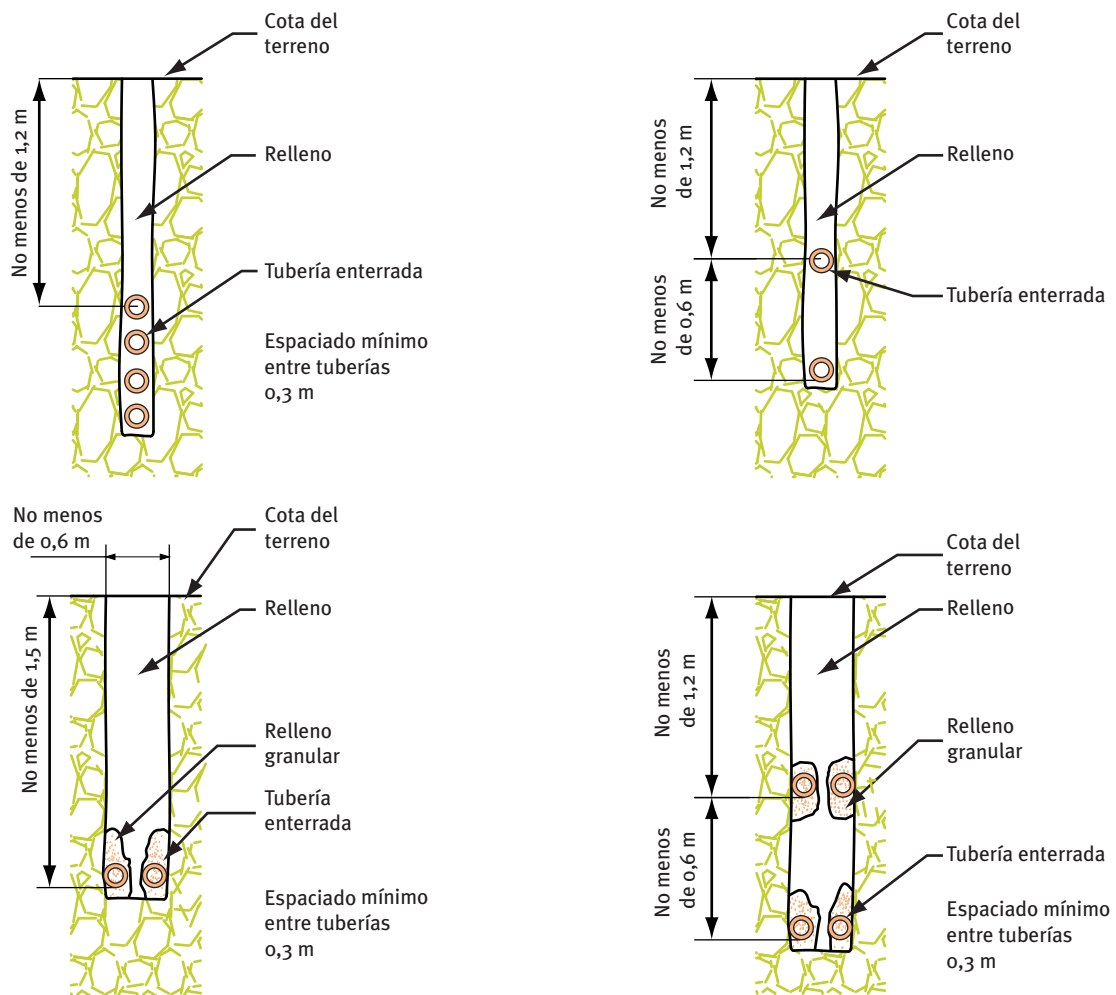 Cota del
terreno
No menos de 1,2 m
Relleno
Tubería enterrada
Espaciado mínimo
entre tuberías
0,3 m
Cota del
terreno
No menos
de 1,2 m
Relleno
No menos
de 0,6 m
Tubería enterrada
No menos
de 0,6 m
Cota del
terreno
No menos de 1,5 m
Relleno
Relleno
granular
Tubería
enterrada
Espaciado mínimo
entre tuberías
0,3 m
Cota del
terreno
No menos
de 1,2 m
Relleno
Relleno
granular
No menos
de 0,6 m
Tubería enterrada
Espaciado mínimo
entre tuberías
0,3 m